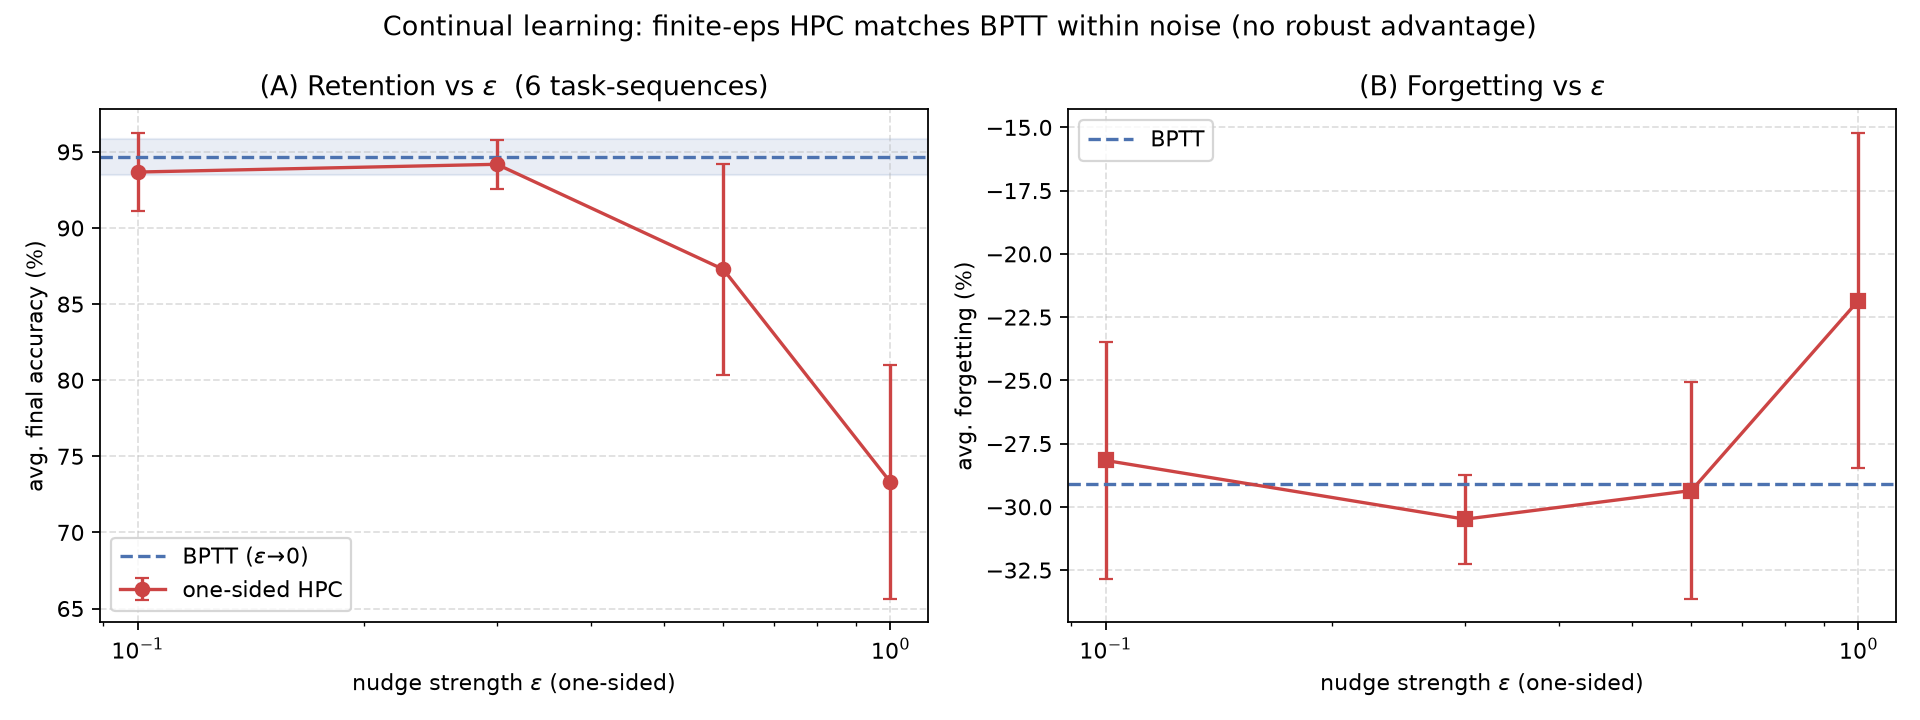 Continual learning: finite-eps HPC matches BPTT within noise (no robust advantage)
(A) Retention vs ε (6 task-sequences)
avg. final accuracy (%)
95
90
85
80
75
70
65
BPTT (ε→0)
one-sided HPC
10⁻¹
10⁰
nudge strength ε (one-sided)
(B) Forgetting vs ε
avg. forgetting (%)
−15.0
−17.5
−20.0
−22.5
−25.0
−27.5
−30.0
−32.5
BPTT
10⁻¹
10⁰
nudge strength ε (one-sided)